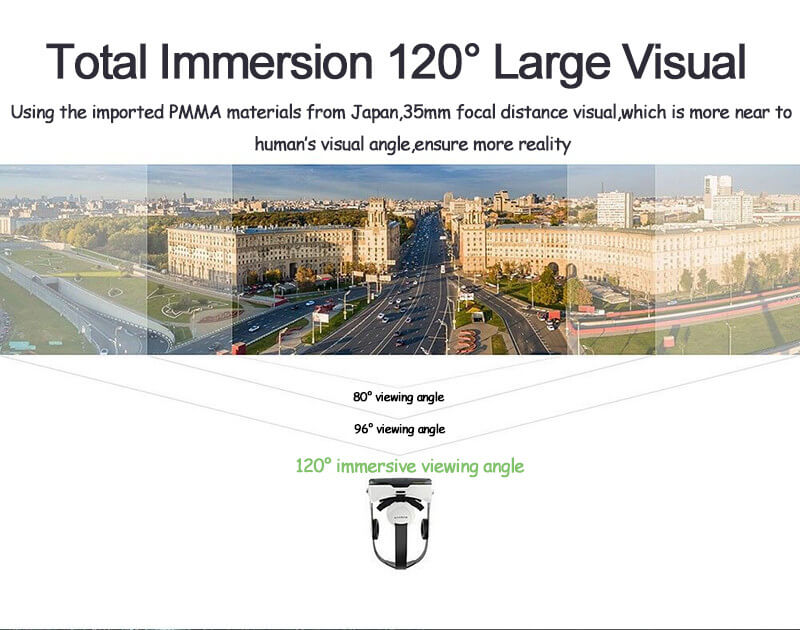 Total Immersion 120° Large Visual
Using the imported PMMA materials from Japan,35mm focal distance visual,which is more near to
human's visual angle,ensure more reality
80° viewing angle
96° viewing angle
120° immersive viewing angle